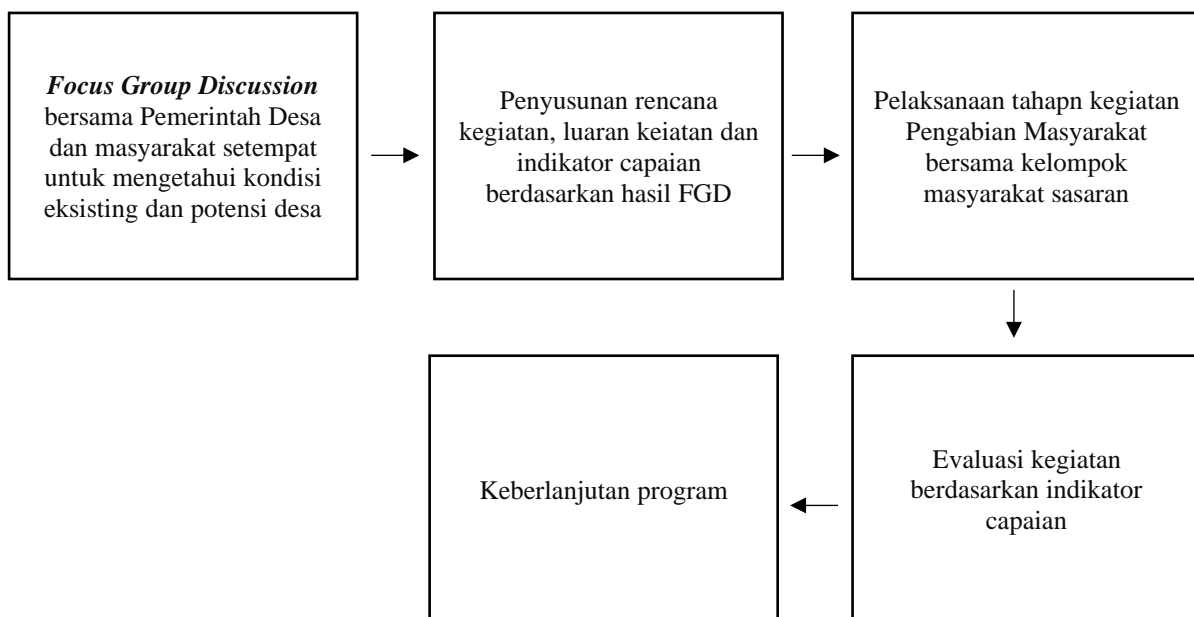 Focus Group Discussion
bersama Pemerintah Desa
dan masyarakat setempat
untuk mengetahui kondisi
eksisting dan potensi desa
Penyusunan rencana
kegiatan, luaran keiatan dan
indikator capaian
berdasarkan hasil FGD
Pelaksanaan tahapn kegiatan
Pengabian Masyarakat
bersama kelompok
masyarakat sasaran
Evaluasi kegiatan
berdasarkan indikator
capaian
Keberlanjutan program